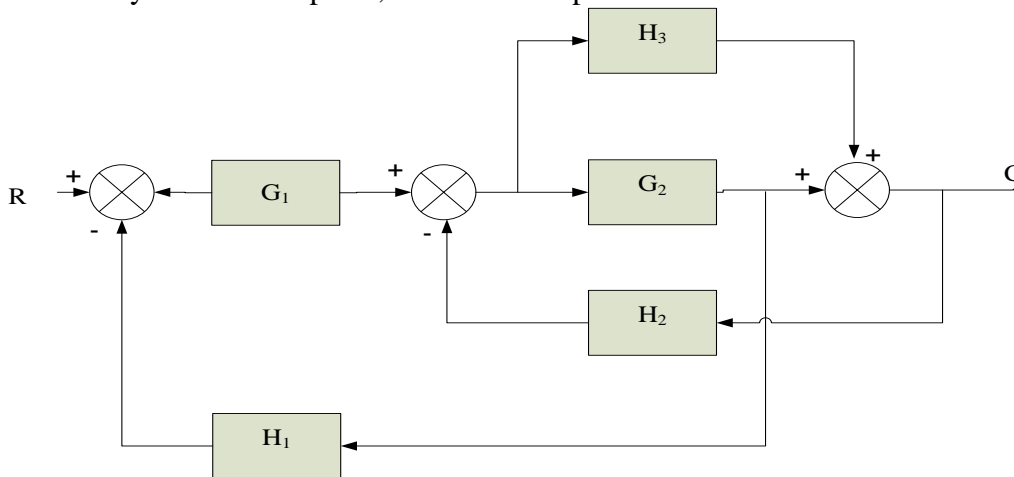 H₃
+
+
+
+
R
G₁
G₂
-
-
H₂
H₁